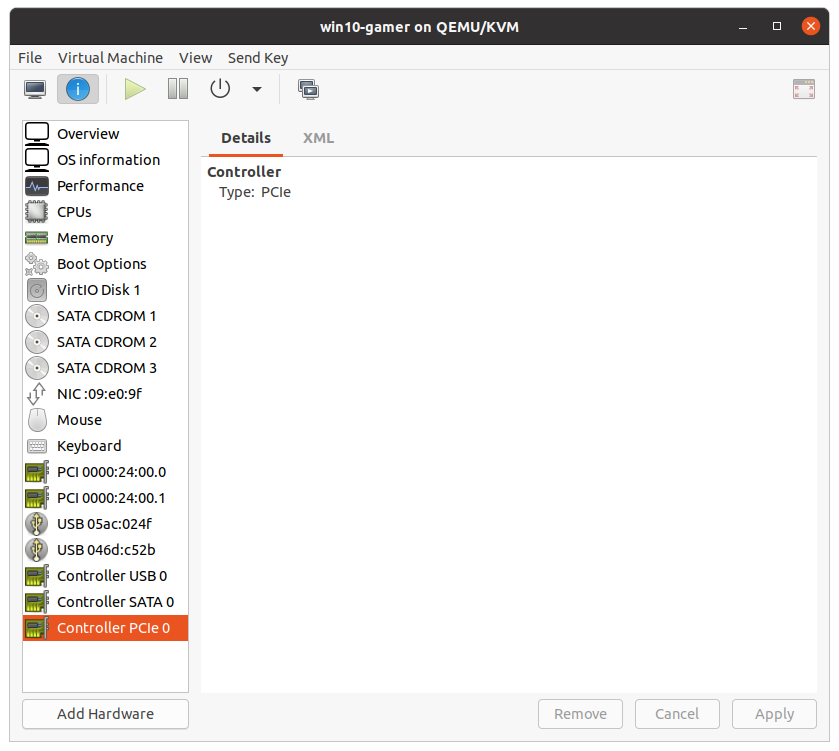 win10-gamer on QEMU/KVM
File Virtual Machine View Send Key
Overview
OS information
Performance
CPUs
Memory
Boot Options
VirtIO Disk 1
SATA CDROM 1
SATA CDROM 2
SATA CDROM 3
NIC :09:e0:9f
Mouse
Keyboard
PCI 0000:24:00.0
PCI 0000:24:00.1
USB 05ac:024f
USB 046d:c52b
Controller USB 0
Controller SATA 0
Controller PCIe 0
Add Hardware
Details XML
Controller
Type: PCIe
Remove Cancel Apply